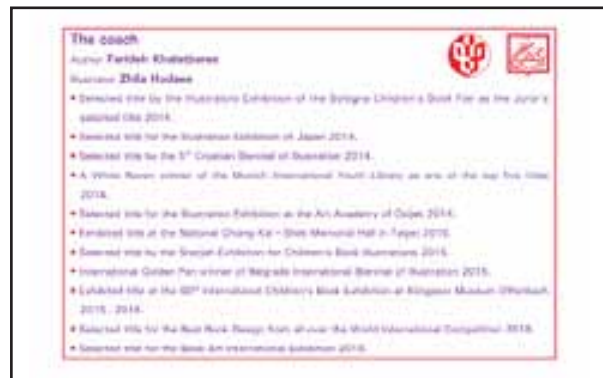 The coach
Author Farideh Khalatbaree
Illustrator Zhila Hodaee
• Selected title by the Illustrators Exhibition of the Bologna Children's Book Fair as the Juror's
selected title 2014.
• Selected title for the Illustration Exhibition of Japan 2014.
• Selected title by the 5th Croatian Biennial of Illustration 2014.
• A White Raven winner of the Munich International Youth Library as one of the top five titles
2014.
• Selected title for the Illustration Exhibition at the Art Academy of 2014.
• Exhibited title at the National Chiang Kai – Shek Memorial Hall in Taipei 2015.
• Selected title by the Sharjah Exhibition for Children's Book Illustrations 2015.
• International Golden Pen winner of Belgrade International Biennial of Illustration 2015.
• Exhibited title at the 60th International Children's Book Exhibition at Klingspor Museum Offenbach
2015 - 2016.
• Selected title for the Best Book Design from all over the World International Competition 2016.
• Selected title for the Book Art International Exhibition 2016.